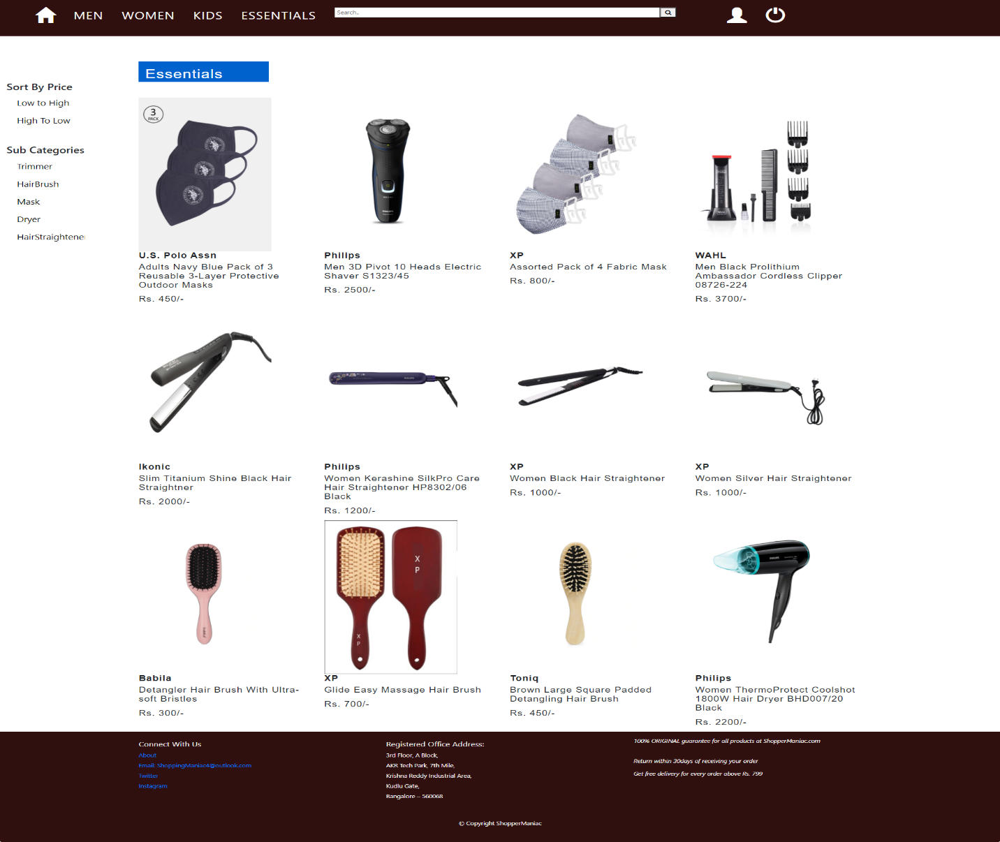 MEN WOMEN KIDS ESSENTIALS Search..
Essentials
Sort By Price
Low to High
High To Low
Sub Categories
Trimmer
HairBrush
Mask
Dryer
HairStraightene
3
PACK
U.S. Polo Assn
Adults Navy Blue Pack of 3
Reusable 3-Layer Protective
Outdoor Masks
Rs. 450/-
Philips
Men 3D Pivot 10 Heads Electric
Shaver S1323/45
Rs. 2500/-
XP
Assorted Pack of 4 Fabric Mask
Rs. 800/-
WAHL
Men Black Prolithium
Ambassador Cordless Clipper
08726-224
Rs. 3700/-
Ikonic
Slim Titanium Shine Black Hair
Straightner
Rs. 2000/-
Philips
Women Kerashine SilkPro Care
Hair Straightener HP8302/06
Black
Rs. 1200/-
XP
Women Black Hair Straightener
Rs. 1000/-
XP
Women Silver Hair Straightener
Rs. 1000/-
Babila
Detangler Hair Brush With Ultra-
soft Bristles
Rs. 300/-
X
P
X
P
XP
Glide Easy Massage Hair Brush
Rs. 700/-
Toniq
Brown Large Square Padded
Detangling Hair Brush
Rs. 450/-
PHILIPS
Philips
Women ThermoProtect Coolshot
1800W Hair Dryer BHD007/20
Black
Rs. 2200/-
Connect With Us
About
Email: ShoppingManiac4@outlook.com
Twitter
Instagram
Registered Office Address:
3rd Floor, A Block,
AKR Tech Park, 7th Mile,
Krishna Reddy Industrial Area,
Kudlu Gate,
Bangalore – 560068
100% ORIGINAL guarantee for all products at ShopperManiac.com
Return within 30days of receiving your order
Get free delivery for every order above Rs. 799
© Copyright ShopperManiac